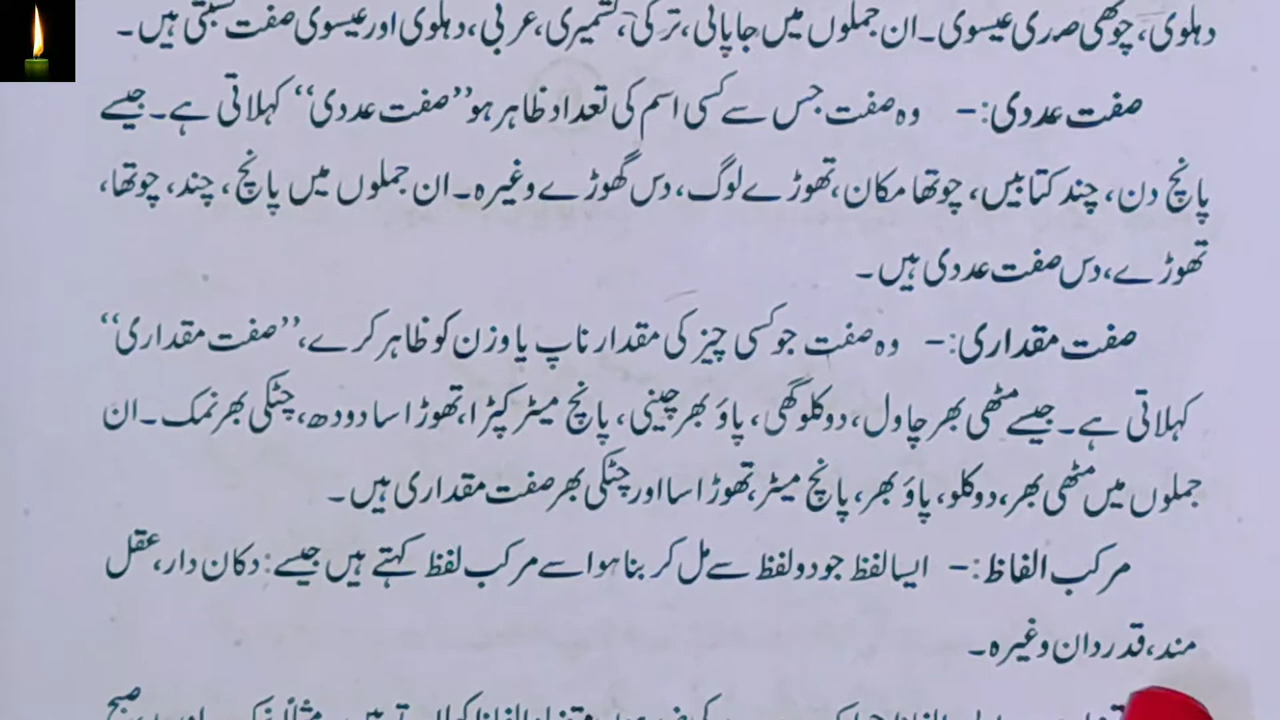 دہلوی، چوتھی صدی عیسوی۔ ان جملوں میں جاپانی، ترکی، کشمیری، عربی، دہلوی اور عیسوی صفت نسبتی ہیں۔
صفت عددی:– وہ صفت جس سے کسی اسم کی تعداد ظاہر ہو ’’صفت عددی‘‘ کہلاتی ہے۔ جیسے
پانچ دن، چند کتابیں، چوتھا مکان، تھوڑے لوگ، دس گھوڑے وغیرہ۔ ان جملوں میں پانچ، چند، چوتھا،
تھوڑے، دس صفت عددی ہیں۔
صفت مقداری:– وہ صفت جو کسی چیز کی مقدار ناپ یا وزن کو ظاہر کرے، ’’صفت مقداری‘‘
کہلاتی ہے۔ جیسے مٹھی بھر چاول، دو کلو گھی، پاؤ بھر چینی، پانچ میٹر کپڑا، تھوڑا سا دودھ، چٹکی بھر نمک۔ ان
جملوں میں مٹھی بھر، دو کلو، پاؤ بھر، پانچ میٹر، تھوڑا سا اور چٹکی بھر صفت مقداری ہیں۔
مرکب الفاظ:– ایسا لفظ جو دو لفظ سے مل کر بنا ہو اسے مرکب لفظ کہتے ہیں جیسے: دکان دار، عقل
مند، قدردان وغیرہ۔